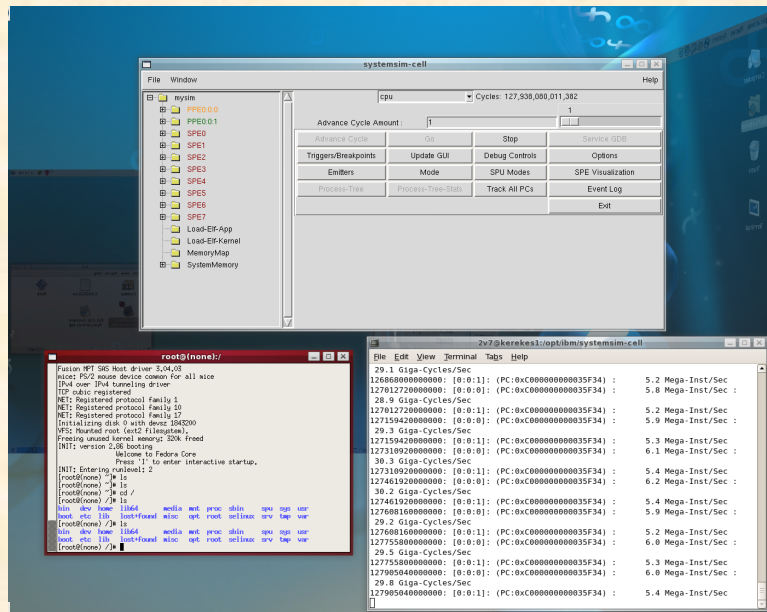 systemsim-cell
File Window Help
mysim
PPE0:0:0
PPE0:0:1
SPE0
SPE1
SPE2
SPE3
SPE4
SPE5
SPE6
SPE7
Load-Elf-App
Load-Elf-Kernel
MemoryMap
SystemMemory
cpu Cycles: 127,938,080,011,382
1
Advance Cycle Amount : 1
Advance Cycle Go Stop Service GDB
Triggers/Breakpoints Update GUI Debug Controls Options
Emitters Mode SPU Modes SPE Visualization
Process-Tree Process-Tree-Stats Track All PCs Event Log
Exit
root@(none):/
Fusion MPT SAS Host driver 3.04.03
mice: PS/2 mouse device common for all mice
IPv4 over IPv4 tunneling driver
TCP cubic registered
NET: Registered protocol family 1
NET: Registered protocol family 10
NET: Registered protocol family 17
Initializing disk 0 with devsz 1843200
VFS: Mounted root (ext2 filesystem).
Freeing unused kernel memory: 320k freed
INIT: version 2.86 booting
Welcome to Fedora Core
Press 'I' to enter interactive startup.
INIT: Entering runlevel: 2
[root@(none) ~]# ls
[root@(none) ~]# cd /
[root@(none) /]# ls
bin dev home lib64 media mnt proc sbin spu sys usr
boot etc lib lost+found misc opt root selinux srv tmp var
[root@(none) /]# ls
bin dev home lib64 media mnt proc sbin spu sys usr
boot etc lib lost+found misc opt root selinux srv tmp var
[root@(none) /]#
2v7@kerekes1:/opt/ibm/systemsim-cell
File Edit View Terminal Tabs Help
29.1 Giga-Cycles/Sec
126868000000000: [0:0:1]: (PC:0xC000000000035F34) : 5.2 Mega-Inst/Sec
127012720000000: [0:0:0]: (PC:0xC000000000035F34) : 5.8 Mega-Inst/Sec :
28.9 Giga-Cycles/Sec
127012720000000: [0:0:1]: (PC:0xC000000000035F34) : 5.2 Mega-Inst/Sec
127159420000000: [0:0:0]: (PC:0xC000000000035F34) : 5.9 Mega-Inst/Sec :
29.3 Giga-Cycles/Sec
127159420000000: [0:0:1]: (PC:0xC000000000035F34) : 5.3 Mega-Inst/Sec
127310920000000: [0:0:0]: (PC:0xC000000000035F34) : 6.1 Mega-Inst/Sec :
30.3 Giga-Cycles/Sec
127310920000000: [0:0:1]: (PC:0xC000000000035F34) : 5.4 Mega-Inst/Sec
127461920000000: [0:0:0]: (PC:0xC000000000035F34) : 6.2 Mega-Inst/Sec :
30.2 Giga-Cycles/Sec
127461920000000: [0:0:1]: (PC:0xC000000000035F34) : 5.4 Mega-Inst/Sec
127608160000000: [0:0:0]: (PC:0xC000000000035F34) : 5.9 Mega-Inst/Sec :
29.2 Giga-Cycles/Sec
127608160000000: [0:0:1]: (PC:0xC000000000035F34) : 5.2 Mega-Inst/Sec
127755800000000: [0:0:0]: (PC:0xC000000000035F34) : 6.0 Mega-Inst/Sec :
29.5 Giga-Cycles/Sec
127755800000000: [0:0:1]: (PC:0xC000000000035F34) : 5.3 Mega-Inst/Sec
127905040000000: [0:0:0]: (PC:0xC000000000035F34) : 6.0 Mega-Inst/Sec :
29.8 Giga-Cycles/Sec
127905040000000: [0:0:1]: (PC:0xC000000000035F34) : 5.4 Mega-Inst/Sec